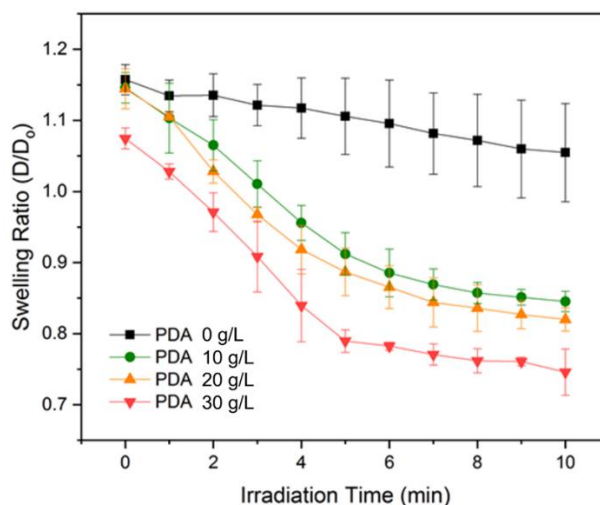 1.2
1.1
1.0
0.9
0.8
0.7
Swelling Ratio (D/Dₒ)
PDA 0 g/L
PDA 10 g/L
PDA 20 g/L
PDA 30 g/L
0 2 4 6 8 10
Irradiation Time (min)